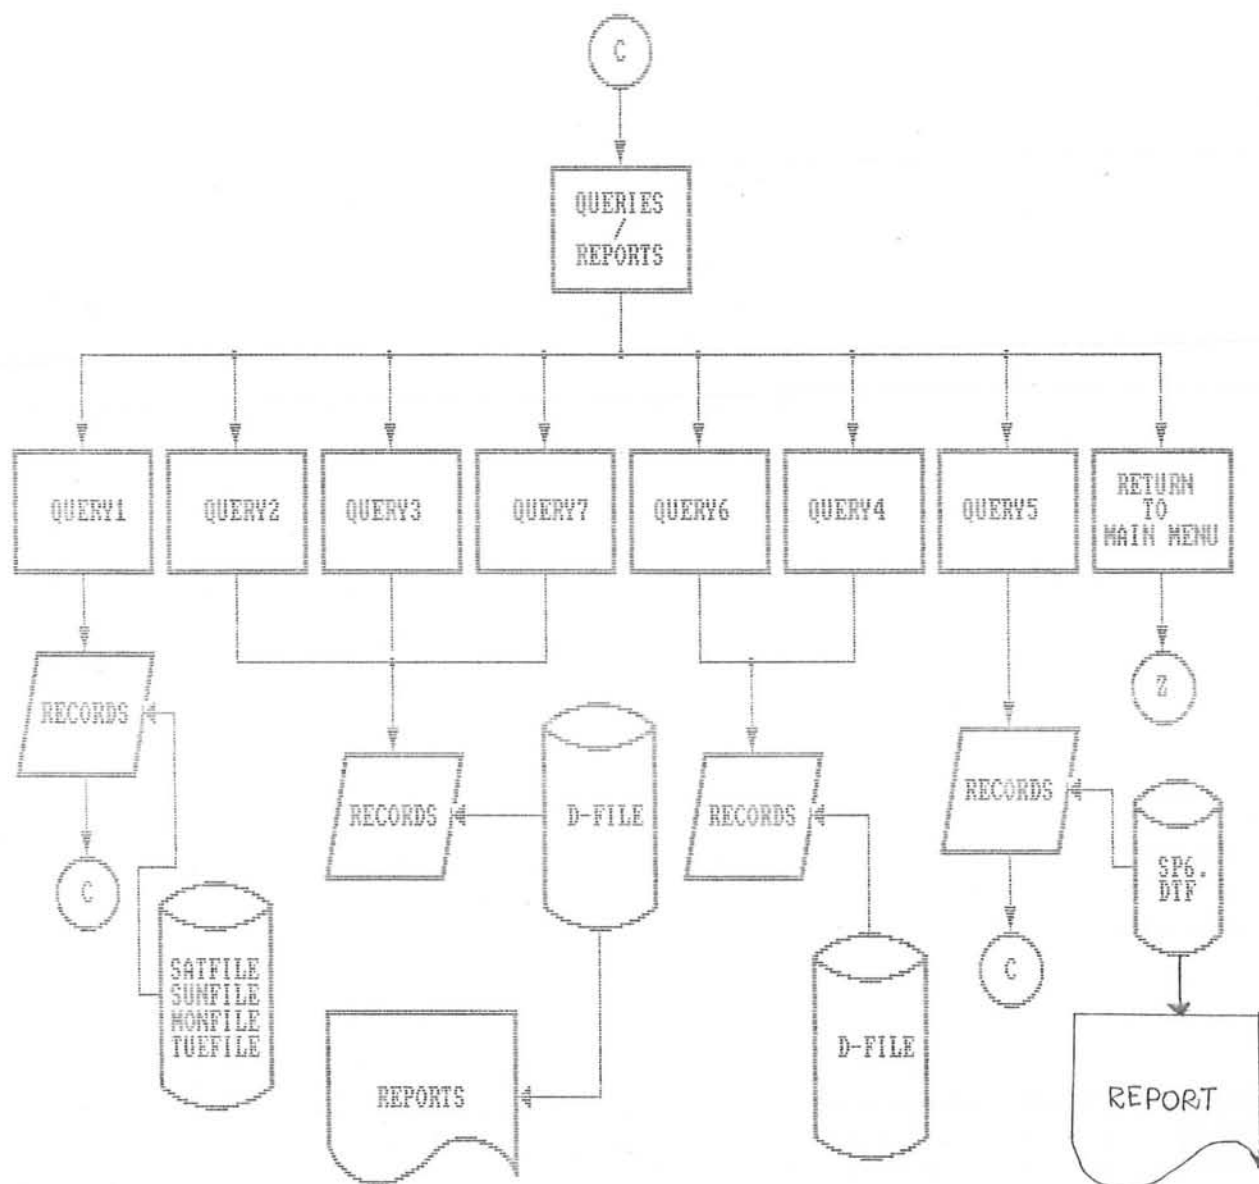 C
QUERIES
/
REPORTS
QUERY1
QUERY2
QUERY3
QUERY7
QUERY6
QUERY4
QUERY5
RETURN
TO
MAIN MENU
RECORDS
Z
RECORDS
D-FILE
RECORDS
RECORDS
SP6.
DTF
C
C
SATFILE
SUNFILE
MONFILE
TUEFILE
D-FILE
REPORTS
REPORT